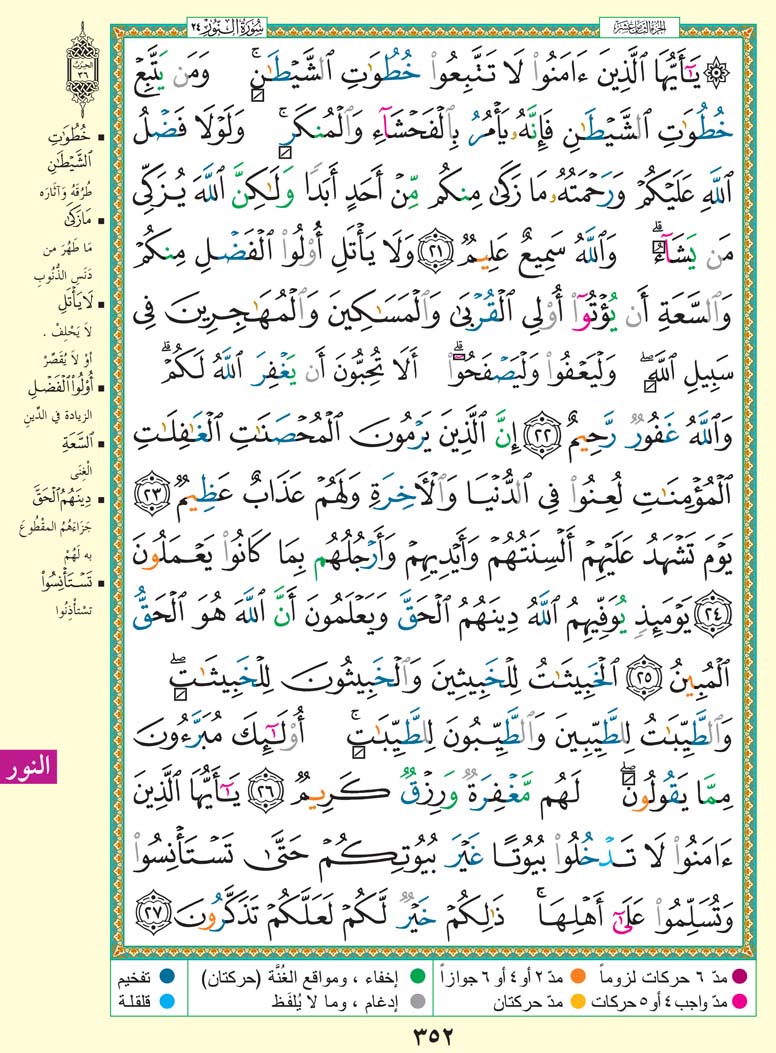 سُورَةُ النُّورِ ٢٤
الجزء الثامن عشر
يَٰٓأَيُّهَا ٱلَّذِينَ ءَامَنُوا۟ لَا تَتَّبِعُوا۟ خُطُوَٰتِ ٱلشَّيْطَٰنِ ۚ وَمَن يَتَّبِعْ
خُطُوَٰتِ ٱلشَّيْطَٰنِ فَإِنَّهُۥ يَأْمُرُ بِٱلْفَحْشَآءِ وَٱلْمُنكَرِ ۚ وَلَوْلَا فَضْلُ
ٱللَّهِ عَلَيْكُمْ وَرَحْمَتُهُۥ مَا زَكَىٰ مِنكُم مِّنْ أَحَدٍ أَبَدًا وَلَٰكِنَّ ٱللَّهَ يُزَكِّى
مَن يَشَآءُ ۗ وَٱللَّهُ سَمِيعٌ عَلِيمٌ ٢١ وَلَا يَأْتَلِ أُو۟لُوا۟ ٱلْفَضْلِ مِنكُمْ
وَٱلسَّعَةِ أَن يُؤْتُوٓا۟ أُو۟لِى ٱلْقُرْبَىٰ وَٱلْمَسَٰكِينَ وَٱلْمُهَٰجِرِينَ فِى
سَبِيلِ ٱللَّهِ ۖ وَلْيَعْفُوا۟ وَلْيَصْفَحُوٓا۟ ۗ أَلَا تُحِبُّونَ أَن يَغْفِرَ ٱللَّهُ لَكُمْ ۗ
وَٱللَّهُ غَفُورٌ رَّحِيمٌ ٢٢ إِنَّ ٱلَّذِينَ يَرْمُونَ ٱلْمُحْصَنَٰتِ ٱلْغَٰفِلَٰتِ
ٱلْمُؤْمِنَٰتِ لُعِنُوا۟ فِى ٱلدُّنْيَا وَٱلْءَاخِرَةِ وَلَهُمْ عَذَابٌ عَظِيمٌ ٢٣
يَوْمَ تَشْهَدُ عَلَيْهِمْ أَلْسِنَتُهُمْ وَأَيْدِيهِمْ وَأَرْجُلُهُم بِمَا كَانُوا۟ يَعْمَلُونَ
٢٤ يَوْمَئِذٍ يُوَفِّيهِمُ ٱللَّهُ دِينَهُمُ ٱلْحَقَّ وَيَعْلَمُونَ أَنَّ ٱللَّهَ هُوَ ٱلْحَقُّ
ٱلْمُبِينُ ٢٥ ٱلْخَبِيثَٰتُ لِلْخَبِيثِينَ وَٱلْخَبِيثُونَ لِلْخَبِيثَٰتِ ۖ
وَٱلطَّيِّبَٰتُ لِلطَّيِّبِينَ وَٱلطَّيِّبُونَ لِلطَّيِّبَٰتِ ۚ أُو۟لَٰٓئِكَ مُبَرَّءُونَ
مِمَّا يَقُولُونَ ۖ لَهُم مَّغْفِرَةٌ وَرِزْقٌ كَرِيمٌ ٢٦ يَٰٓأَيُّهَا ٱلَّذِينَ
ءَامَنُوا۟ لَا تَدْخُلُوا۟ بُيُوتًا غَيْرَ بُيُوتِكُمْ حَتَّىٰ تَسْتَأْنِسُوا۟
وَتُسَلِّمُوا۟ عَلَىٰٓ أَهْلِهَا ۚ ذَٰلِكُمْ خَيْرٌ لَّكُمْ لَعَلَّكُمْ تَذَكَّرُونَ ٢٧
الحزب
٣٦
خُطُوَٰتِ
ٱلشَّيْطَٰنِ
طُرُقَهُ وَآثَارَه
مَا زَكَىٰ
مَا طَهُرَ من
دَنَسِ الذُّنُوبِ
لَا يَأْتَلِ
لاَ يَحْلِفْ .
أوْ لاَ يُقَصِّرْ
أُو۟لُوا۟ ٱلْفَضْلِ
الزيادة في الدِّينِ
ٱلسَّعَةِ
الْغِنَى
دِينَهُمُ ٱلْحَقَّ
جَزَاءَهُمُ المقْطُوعَ
به لَهُمْ
تَسْتَأْنِسُوا۟
تستأذِنُوا
النور
مدّ ٦ حركات لزوماً
مدّ ٢ أو ٤ أو ٦ جوازاً
إخفاء ، ومواقع الغُنَّة (حركتان)
تفخيم
مدّ واجب ٤ أو ٥ حركات
مدّ حركتان
إدغام ، وما لا يُلفَظ
قلقلة
٣٥٢